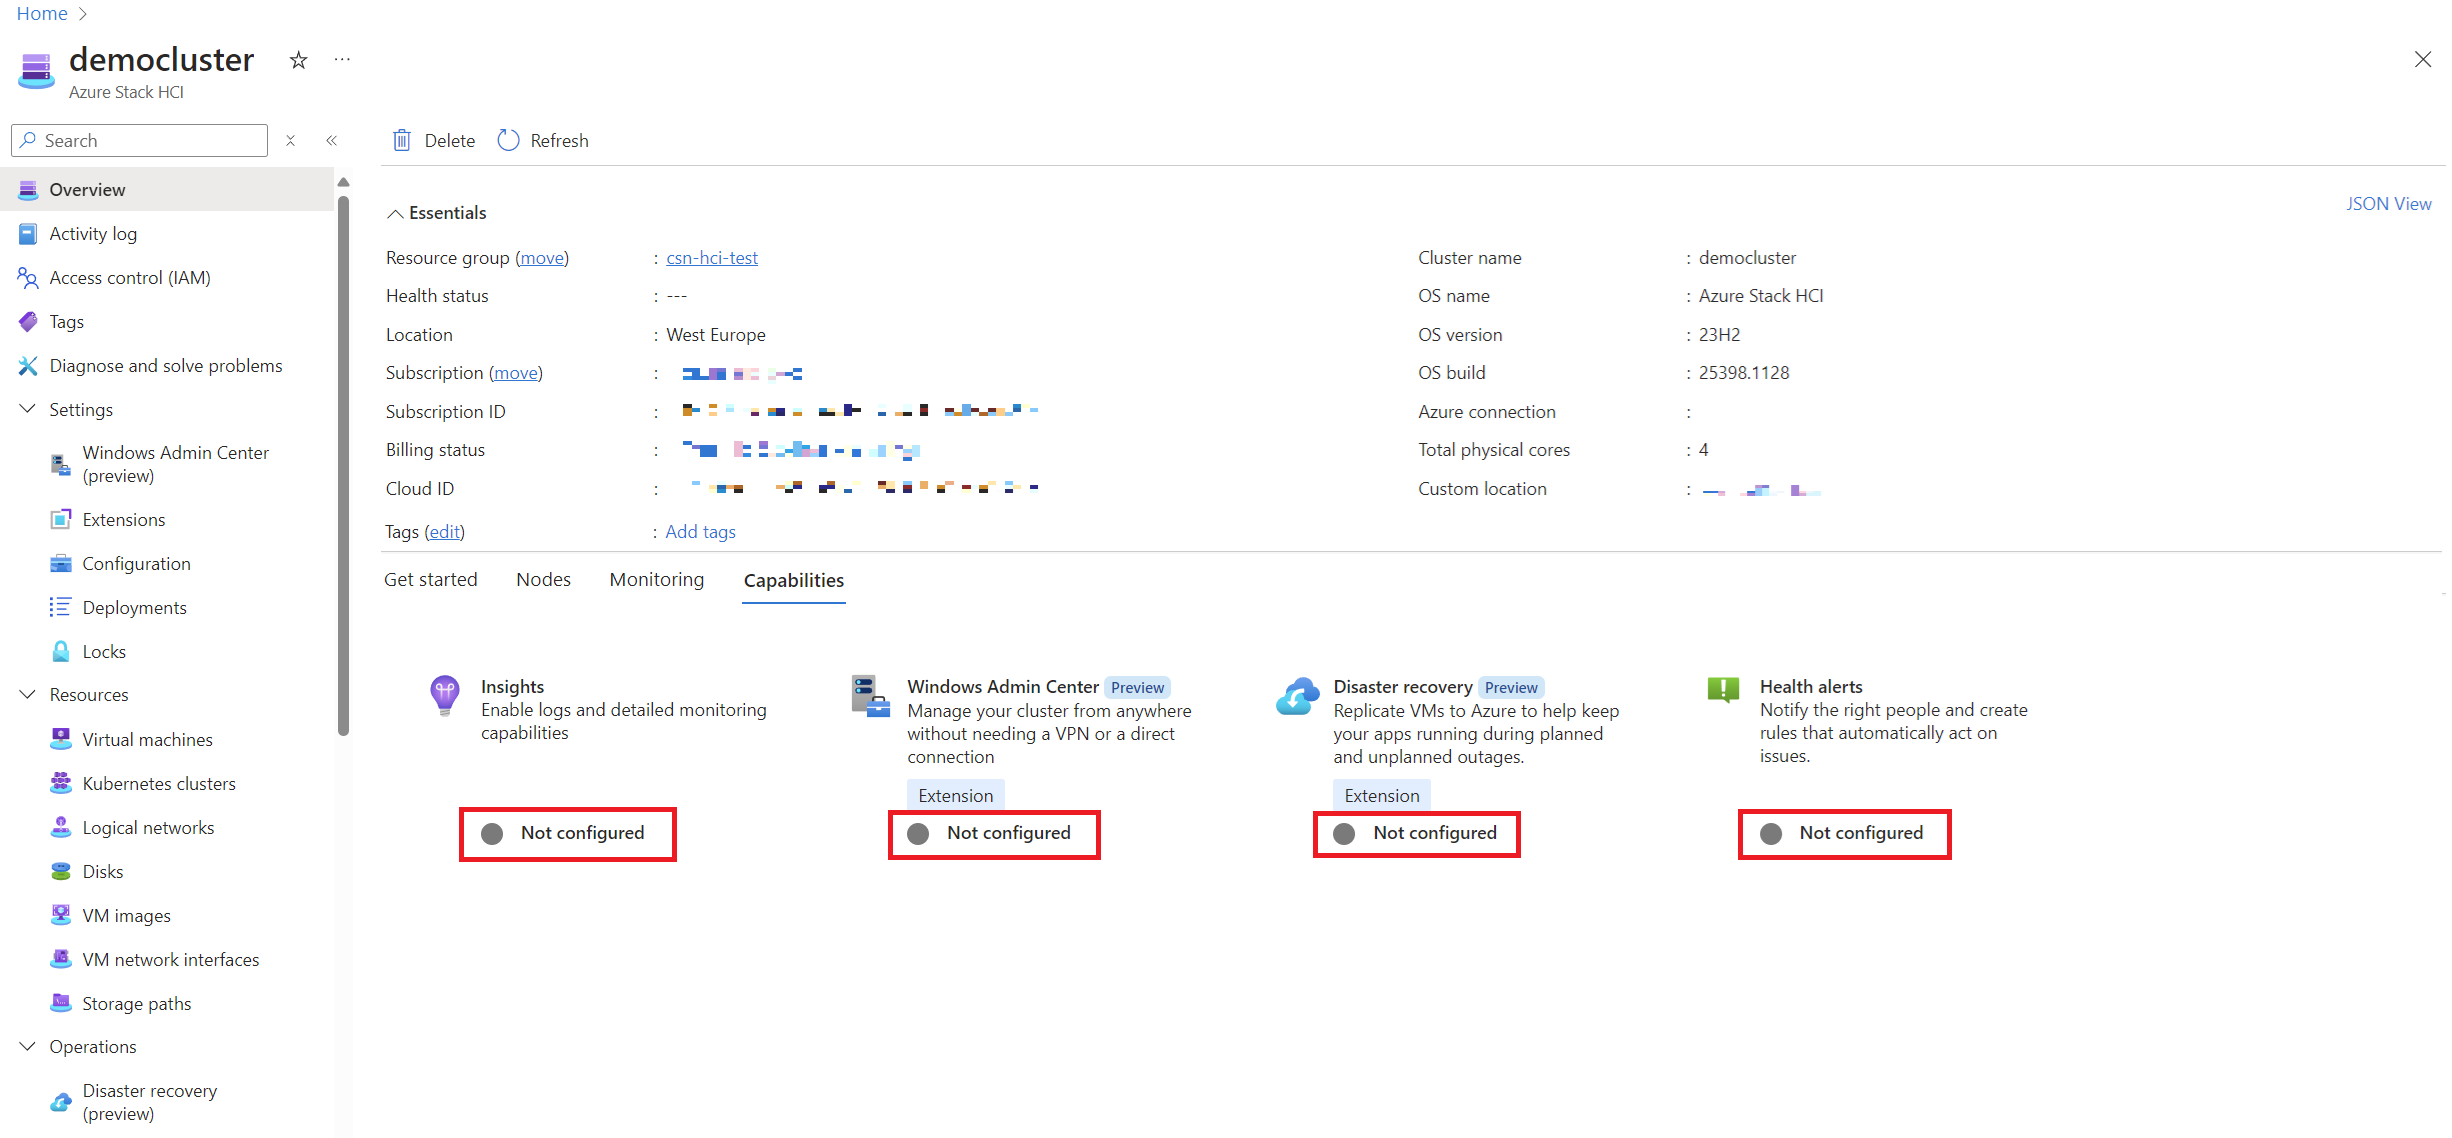 Home
democluster
Azure Stack HCI
Search
Delete
Refresh
Overview
Activity log
Access control (IAM)
Tags
Diagnose and solve problems
Settings
Windows Admin Center
(preview)
Extensions
Configuration
Deployments
Locks
Resources
Virtual machines
Kubernetes clusters
Logical networks
Disks
VM images
VM network interfaces
Storage paths
Operations
Disaster recovery
(preview)
Essentials
JSON View
Resource group (move) : csn-hci-test
Health status : ---
Location : West Europe
Subscription (move) :
Subscription ID :
Billing status :
Cloud ID :
Tags (edit) : Add tags
Cluster name : democluster
OS name : Azure Stack HCI
OS version : 23H2
OS build : 25398.1128
Azure connection :
Total physical cores : 4
Custom location :
Get started
Nodes
Monitoring
Capabilities
Insights
Enable logs and detailed monitoring
capabilities
Not configured
Windows Admin Center Preview
Manage your cluster from anywhere
without needing a VPN or a direct
connection
Extension
Not configured
Disaster recovery Preview
Replicate VMs to Azure to help keep
your apps running during planned
and unplanned outages.
Extension
Not configured
Health alerts
Notify the right people and create
rules that automatically act on
issues.
Not configured